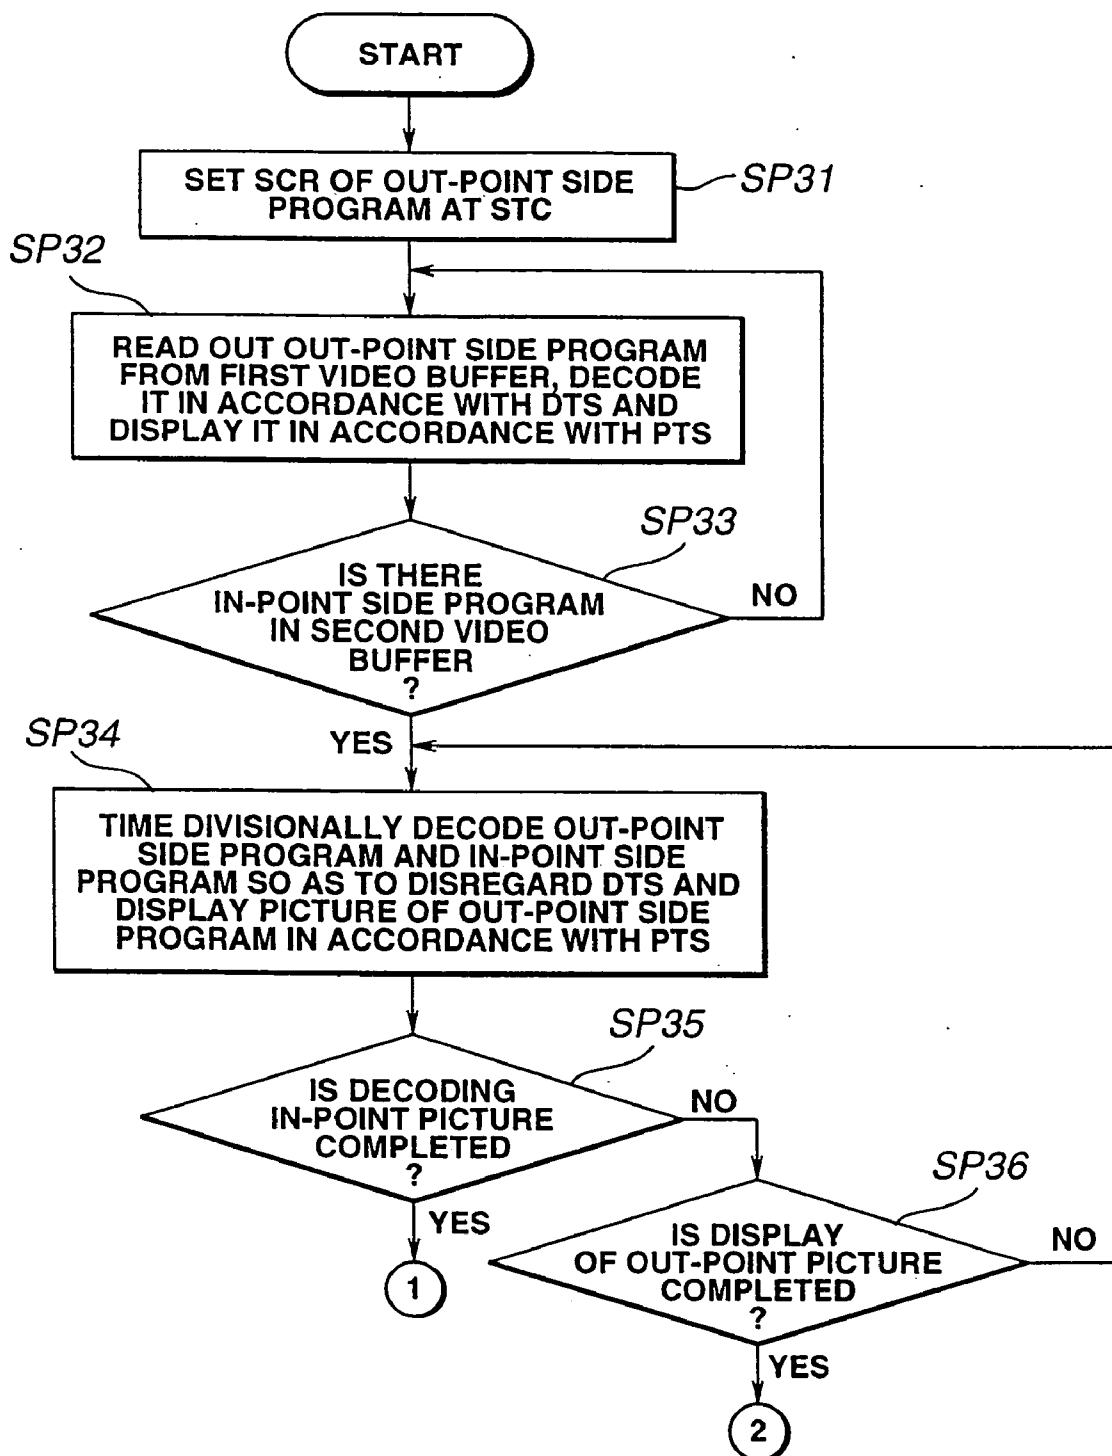 START
SET SCR OF OUT-POINT SIDE
PROGRAM AT STC
SP31
SP32
READ OUT OUT-POINT SIDE PROGRAM
FROM FIRST VIDEO BUFFER, DECODE
IT IN ACCORDANCE WITH DTS AND
DISPLAY IT IN ACCORDANCE WITH PTS
SP33
IS THERE
IN-POINT SIDE PROGRAM
IN SECOND VIDEO
BUFFER
?
NO
YES
SP34
TIME DIVISIONALLY DECODE OUT-POINT
SIDE PROGRAM AND IN-POINT SIDE
PROGRAM SO AS TO DISREGARD DTS AND
DISPLAY PICTURE OF OUT-POINT SIDE
PROGRAM IN ACCORDANCE WITH PTS
SP35
IS DECODING
IN-POINT PICTURE
COMPLETED
?
NO
YES
1
SP36
IS DISPLAY
OF OUT-POINT PICTURE
COMPLETED
?
NO
YES
2